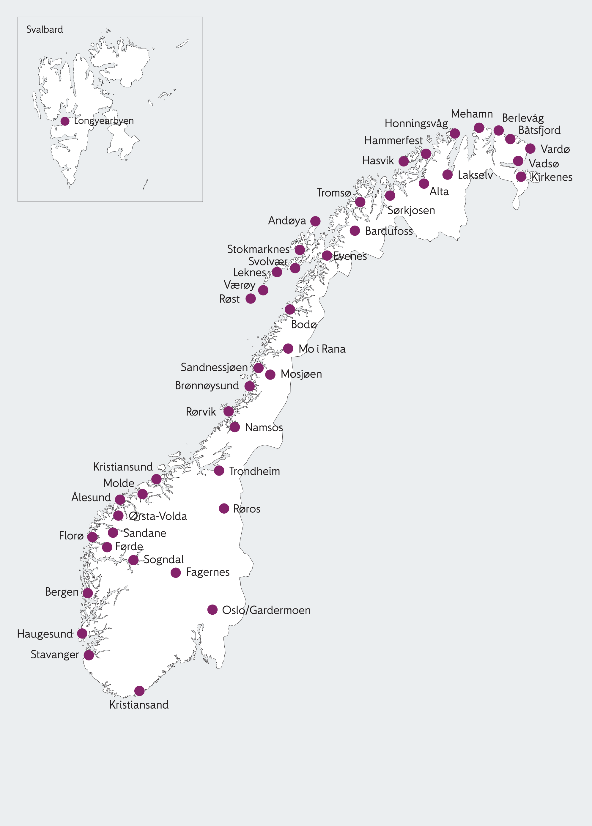 Svalbard
Longyearbyen
Mehamn
Berlevåg
Honningsvåg
Båtsfjord
Hammerfest
Vardø
Hasvik
Vadsø
Lakselv
Kirkenes
Alta
Tromsø
Sørkjosen
Andøya
Bardufoss
Stokmarknes
Evenes
Svolvær
Leknes
Værøy
Røst
Bodø
Mo i Rana
Sandnessjøen
Mosjøen
Brønnøysund
Rørvik
Namsos
Kristiansund
Trondheim
Molde
Ålesund
Røros
Ørsta-Volda
Sandane
Florø
Førde
Sogndal
Fagernes
Bergen
Oslo/Gardermoen
Haugesund
Stavanger
Kristiansand